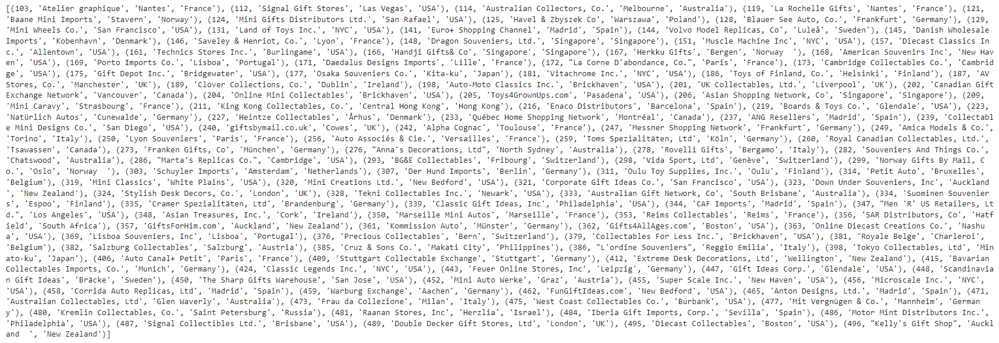 [(103, 'Atelier graphique', 'Nantes', 'France'), (112, 'Signal Gift Stores', 'Las Vegas', 'USA'), (114, 'Australian Collectors, Co.', 'Melbourne', 'Australia'), (119, 'La Rochelle Gifts', 'Nantes', 'France'), (121,
'Baane Mini Imports', 'Stavern', 'Norway'), (124, 'Mini Gifts Distributors Ltd.', 'San Rafael', 'USA'), (125, 'Havel & Zbyszek Co', 'Warszawa', 'Poland'), (128, 'Blauer See Auto, Co.', 'Frankfurt', 'Germany'), (129,
'Mini Wheels Co.', 'San Francisco', 'USA'), (131, 'Land of Toys Inc.', 'NYC', 'USA'), (141, 'Euro+ Shopping Channel', 'Madrid', 'Spain'), (144, 'Volvo Model Replicas, Co', 'Luleå', 'Sweden'), (145, 'Danish Wholesale
Imports', 'Kobenhavn', 'Denmark'), (146, 'Saveley & Henriot, Co.', 'Lyon', 'France'), (148, 'Dragon Souveniers, Ltd.', 'Singapore', 'Singapore'), (151, 'Muscle Machine Inc', 'NYC', 'USA'), (157, 'Diecast Classics In
c.', 'Allentown', 'USA'), (161, 'Technics Stores Inc.', 'Burlingame', 'USA'), (166, 'Handji Gifts& Co', 'Singapore', 'Singapore'), (167, 'Herkku Gifts', 'Bergen', 'Norway  '), (168, 'American Souvenirs Inc', 'New Hav
en', 'USA'), (169, 'Porto Imports Co.', 'Lisboa', 'Portugal'), (171, 'Daedalus Designs Imports', 'Lille', 'France'), (172, "La Corne D'abondance, Co.", 'Paris', 'France'), (173, 'Cambridge Collectables Co.', 'Cambrid
ge', 'USA'), (175, 'Gift Depot Inc.', 'Bridgewater', 'USA'), (177, 'Osaka Souveniers Co.', 'Kita-ku', 'Japan'), (181, 'Vitachrome Inc.', 'NYC', 'USA'), (186, 'Toys of Finland, Co.', 'Helsinki', 'Finland'), (187, 'AV
Stores, Co.', 'Manchester', 'UK'), (189, 'Clover Collections, Co.', 'Dublin', 'Ireland'), (198, 'Auto-Moto Classics Inc.', 'Brickhaven', 'USA'), (201, 'UK Collectables, Ltd.', 'Liverpool', 'UK'), (202, 'Canadian Gift
Exchange Network', 'Vancouver', 'Canada'), (204, 'Online Mini Collectables', 'Brickhaven', 'USA'), (205, 'Toys4GrownUps.com', 'Pasadena', 'USA'), (206, 'Asian Shopping Network, Co', 'Singapore', 'Singapore'), (209,
'Mini Caravy', 'Strasbourg', 'France'), (211, 'King Kong Collectables, Co.', 'Central Hong Kong', 'Hong Kong'), (216, 'Enaco Distributors', 'Barcelona', 'Spain'), (219, 'Boards & Toys Co.', 'Glendale', 'USA'), (223,
'Natürlich Autos', 'Cunewalde', 'Germany'), (227, 'Heintze Collectables', 'Århus', 'Denmark'), (233, 'Québec Home Shopping Network', 'Montréal', 'Canada'), (237, 'ANG Resellers', 'Madrid', 'Spain'), (239, 'Collectabl
e Mini Designs Co.', 'San Diego', 'USA'), (240, 'giftsbymail.co.uk', 'Cowes', 'UK'), (242, 'Alpha Cognac', 'Toulouse', 'France'), (247, 'Messner Shopping Network', 'Frankfurt', 'Germany'), (249, 'Amica Models & Co.',
'Torino', 'Italy'), (250, 'Lyon Souveniers', 'Paris', 'France'), (256, 'Auto Associés & Cie.', 'Versailles', 'France'), (259, 'Toms Spezialitäten, Ltd', 'Köln', 'Germany'), (260, 'Royal Canadian Collectables, Ltd.',
'Tsawassen', 'Canada'), (273, 'Franken Gifts, Co', 'München', 'Germany'), (276, "Anna's Decorations, Ltd", 'North Sydney', 'Australia'), (278, 'Rovelli Gifts', 'Bergamo', 'Italy'), (282, 'Souveniers And Things Co.',
'Chatswood', 'Australia'), (286, "Marta's Replicas Co.", 'Cambridge', 'USA'), (293, 'BG&E Collectables', 'Fribourg', 'Switzerland'), (298, 'Vida Sport, Ltd', 'Genève', 'Switzerland'), (299, 'Norway Gifts By Mail, C
o.', 'Oslo', 'Norway  '), (303, 'Schuyler Imports', 'Amsterdam', 'Netherlands'), (307, 'Der Hund Imports', 'Berlin', 'Germany'), (311, 'Oulu Toy Supplies, Inc.', 'Oulu', 'Finland'), (314, 'Petit Auto', 'Bruxelles',
'Belgium'), (319, 'Mini Classics', 'White Plains', 'USA'), (320, 'Mini Creations Ltd.', 'New Bedford', 'USA'), (321, 'Corporate Gift Ideas Co.', 'San Francisco', 'USA'), (323, 'Down Under Souveniers, Inc', 'Auckland
', 'New Zealand'), (324, 'Stylish Desk Decors, Co.', 'London', 'UK'), (328, 'Tekni Collectables Inc.', 'Newark', 'USA'), (333, 'Australian Gift Network, Co', 'South Brisbane', 'Australia'), (334, 'Suominen Souvenier
s', 'Espoo', 'Finland'), (335, 'Cramer Spezialitäten, Ltd', 'Brandenburg', 'Germany'), (339, 'Classic Gift Ideas, Inc', 'Philadelphia', 'USA'), (344, 'CAF Imports', 'Madrid', 'Spain'), (347, "Men 'R' US Retailers, Lt
d.", 'Los Angeles', 'USA'), (348, 'Asian Treasures, Inc.', 'Cork', 'Ireland'), (350, 'Marseille Mini Autos', 'Marseille', 'France'), (353, 'Reims Collectables', 'Reims', 'France'), (356, 'SAR Distributors, Co', 'Hatf
ield', 'South Africa'), (357, 'GiftsForHim.com', 'Auckland', 'New Zealand'), (361, 'Kommission Auto', 'Münster', 'Germany'), (362, 'Gifts4AllAges.com', 'Boston', 'USA'), (363, 'Online Diecast Creations Co.', 'Nashu
a', 'USA'), (369, 'Lisboa Souveniers, Inc', 'Lisboa', 'Portugal'), (376, 'Precious Collectables', 'Bern', 'Switzerland'), (379, 'Collectables For Less Inc.', 'Brickhaven', 'USA'), (381, 'Royale Belge', 'Charleroi',
'Belgium'), (382, 'Salzburg Collectables', 'Salzburg', 'Austria'), (385, 'Cruz & Sons Co.', 'Makati City', 'Philippines'), (386, "L'ordine Souveniers", 'Reggio Emilia', 'Italy'), (398, 'Tokyo Collectables, Ltd', 'Min
ato-ku', 'Japan'), (406, 'Auto Canal+ Petit', 'Paris', 'France'), (409, 'Stuttgart Collectable Exchange', 'Stuttgart', 'Germany'), (412, 'Extreme Desk Decorations, Ltd', 'Wellington', 'New Zealand'), (415, 'Bavarian
Collectables Imports, Co.', 'Munich', 'Germany'), (424, 'Classic Legends Inc.', 'NYC', 'USA'), (443, 'Feuer Online Stores, Inc', 'Leipzig', 'Germany'), (447, 'Gift Ideas Corp.', 'Glendale', 'USA'), (448, 'Scandinavia
n Gift Ideas', 'Bräcke', 'Sweden'), (450, 'The Sharp Gifts Warehouse', 'San Jose', 'USA'), (452, 'Mini Auto Werke', 'Graz', 'Austria'), (455, 'Super Scale Inc.', 'New Haven', 'USA'), (456, 'Microscale Inc.', 'NYC',
'USA'), (458, 'Corrida Auto Replicas, Ltd', 'Madrid', 'Spain'), (459, 'Warburg Exchange', 'Aachen', 'Germany'), (462, 'FunGiftIdeas.com', 'New Bedford', 'USA'), (465, 'Anton Designs, Ltd.', 'Madrid', 'Spain'), (471,
'Australian Collectables, Ltd', 'Glen Waverly', 'Australia'), (473, 'Frau da Collezione', 'Milan', 'Italy'), (475, 'West Coast Collectables Co.', 'Burbank', 'USA'), (477, 'Mit Vergnügen & Co.', 'Mannheim', 'German
y'), (480, 'Kremlin Collectables, Co.', 'Saint Petersburg', 'Russia'), (481, 'Raanan Stores, Inc', 'Herzlia', 'Israel'), (484, 'Iberia Gift Imports, Corp.', 'Sevilla', 'Spain'), (486, 'Motor Mint Distributors Inc.',
'Philadelphia', 'USA'), (487, 'Signal Collectibles Ltd.', 'Brisbane', 'USA'), (489, 'Double Decker Gift Stores, Ltd', 'London', 'UK'), (495, 'Diecast Collectables', 'Boston', 'USA'), (496, "Kelly's Gift Shop", 'Auckl
and  ', 'New Zealand')]